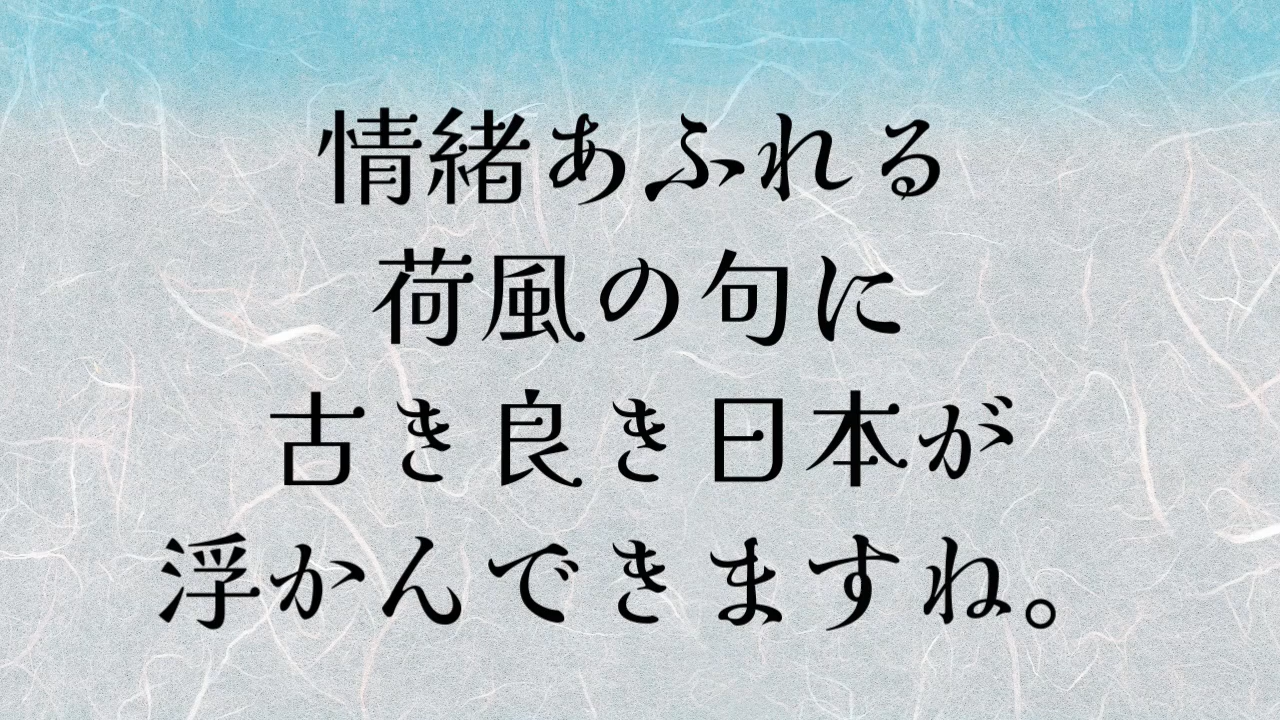 情緒あふれる
荷風の句に
古き良き日本が
浮かんできますね。